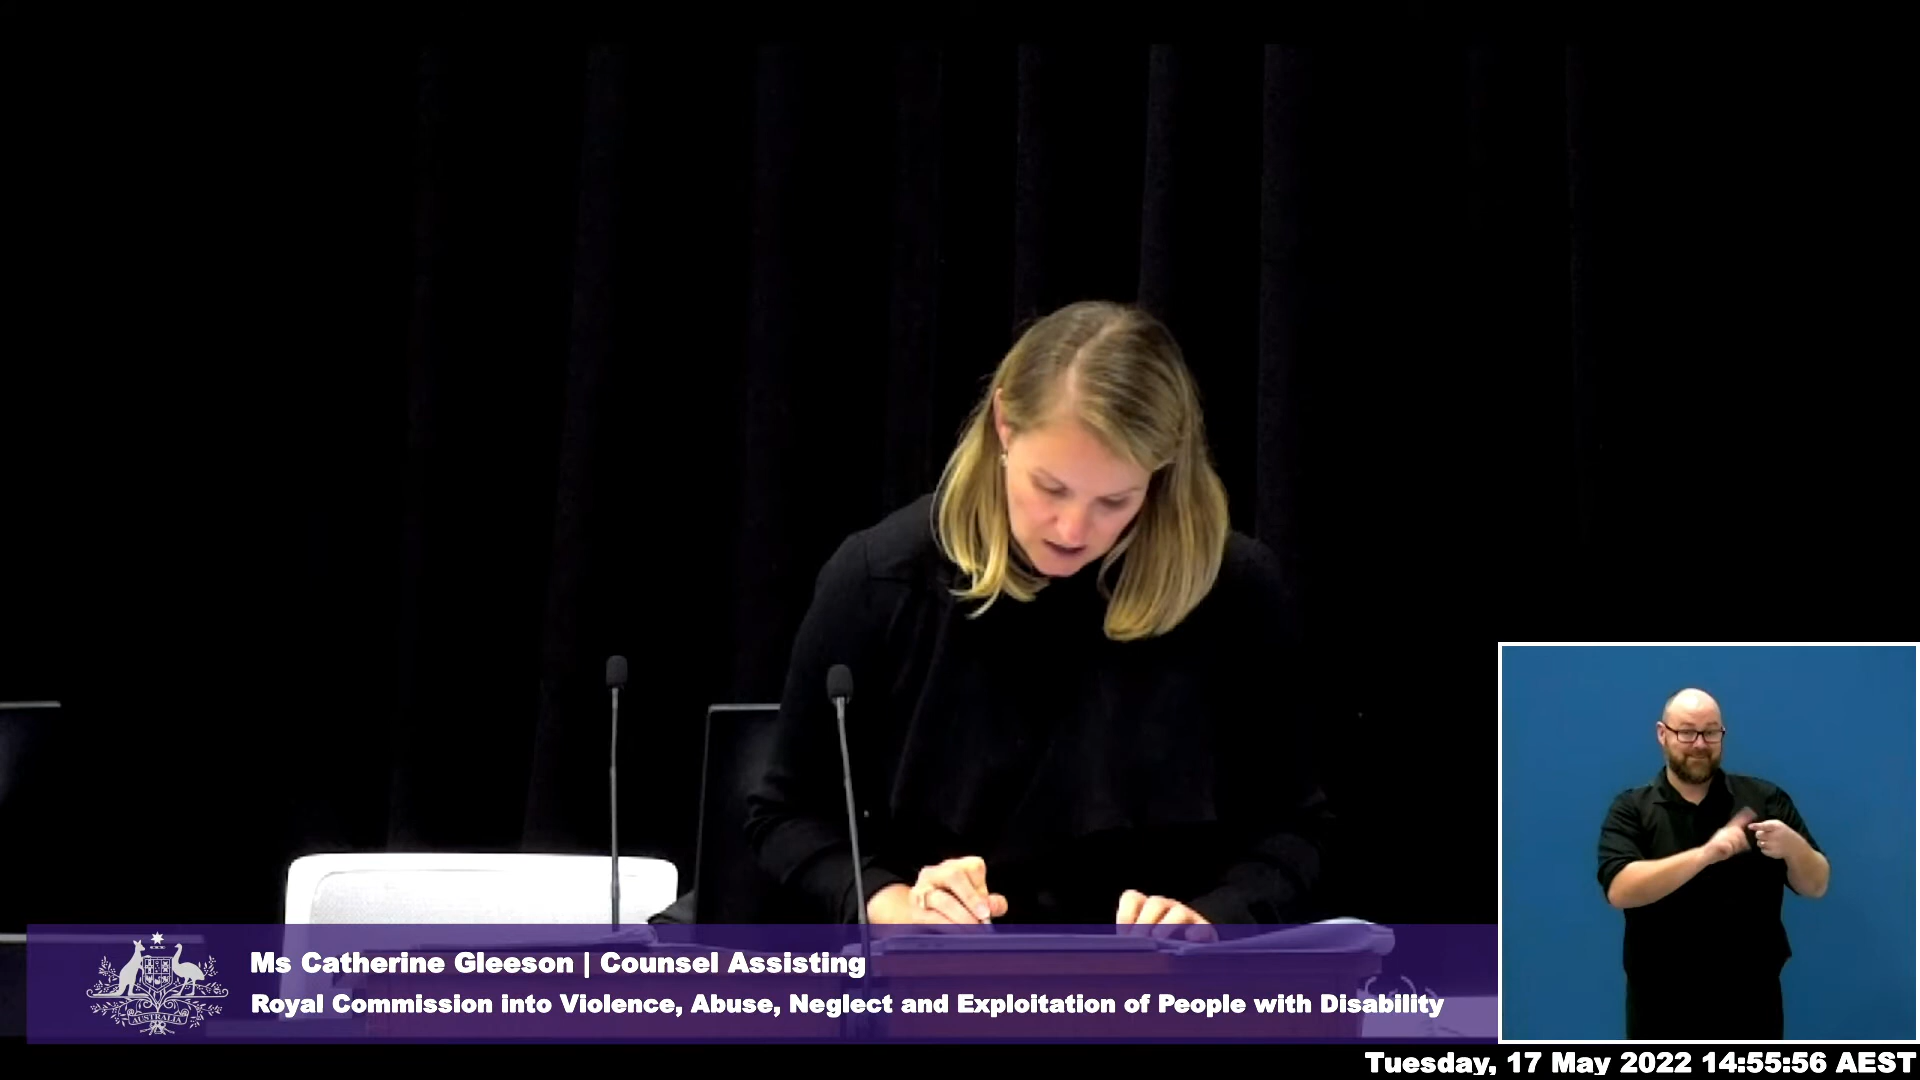 Ms Catherine Gleeson | Counsel Assisting
Royal Commission into Violence, Abuse, Neglect and Exploitation of People with Disability
AUSTRALIA
Tuesday, 17 May 2022 14:55:56 AEST